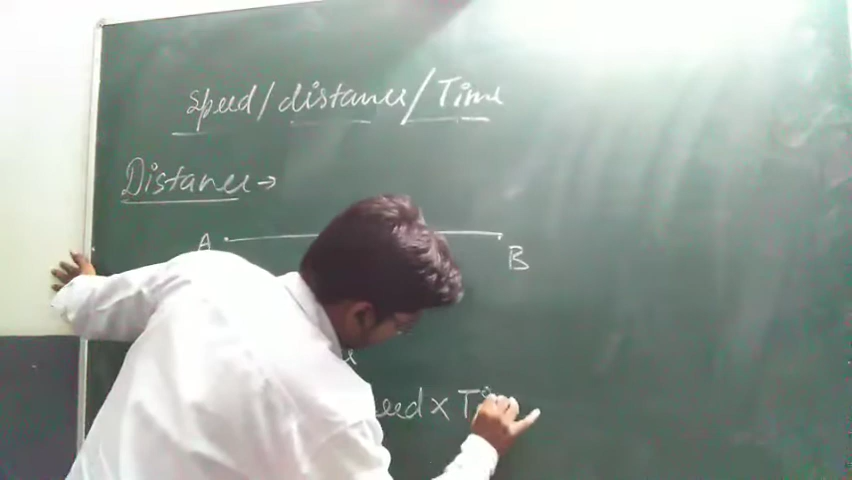 Speed/distance/Time
Distance →
A
B
eed x Ti